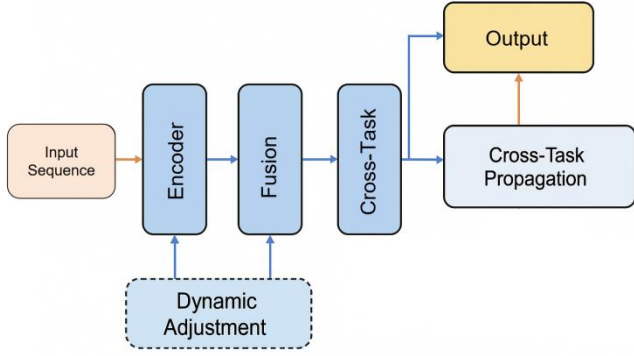 Output
Input
Sequence
Encoder
Fusion
Cross-Task
Cross-Task
Propagation
Dynamic
Adjustment